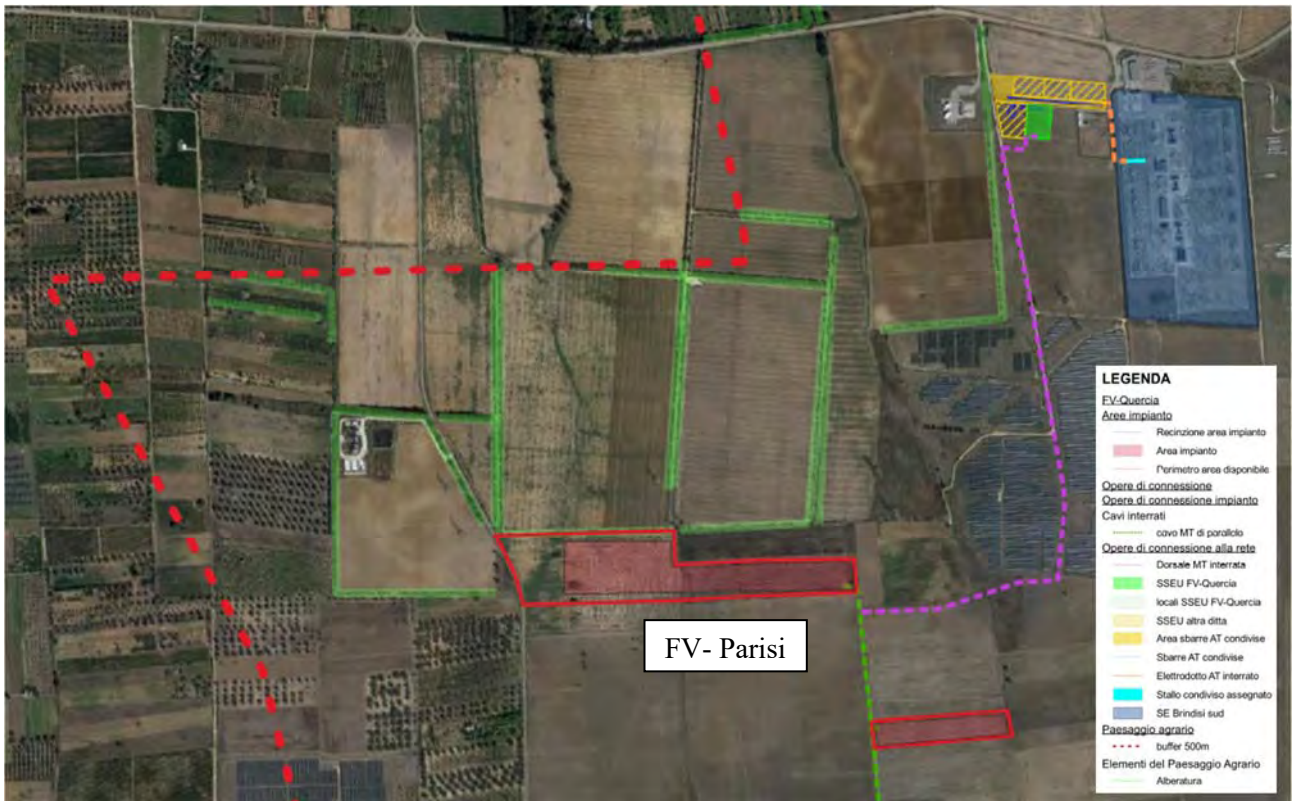 LEGENDA
FV-Quercia
Aree impianto
Recinzione area impianto
Area impianto
Perimetro area disponibile
Opere di connessione
Opere di connessione impianto
Cavi interrati
cavo MT di parallolo
Opere di connessione alla rete
Dorsale MT interrata
SSEU FV-Quercia
locali SSEU FV-Quercia
SSEU altra ditta
Area sbarre AT condivise
Sbarre AT condivise
Elettrodotto AT interrato
Stallo condiviso assegnato
SE Brindisi sud
Paesaggio agrario
buffer 500m
Elementi del Paesaggio Agrario
Alberatura
FV- Parisi